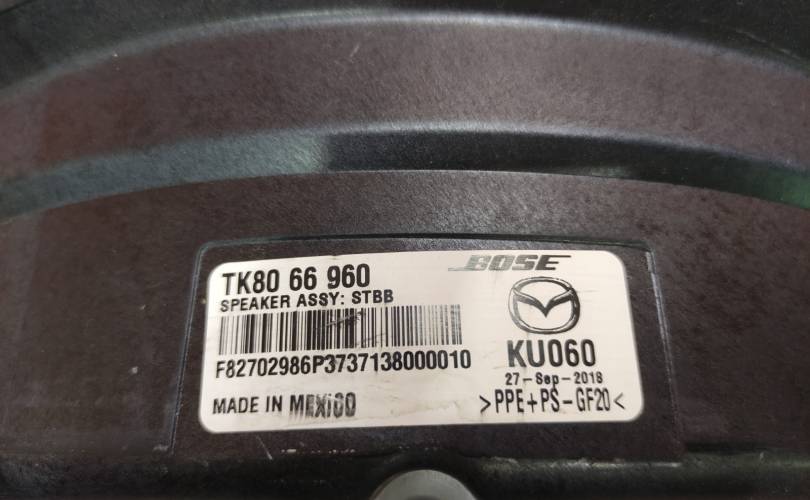 BOSE
TK80 66 960
SPEAKER ASSY: STBB
F82702986P3737138000010
KU060
27-Sep-2018
MADE IN MEXICO
>PPE+PS-GF20<